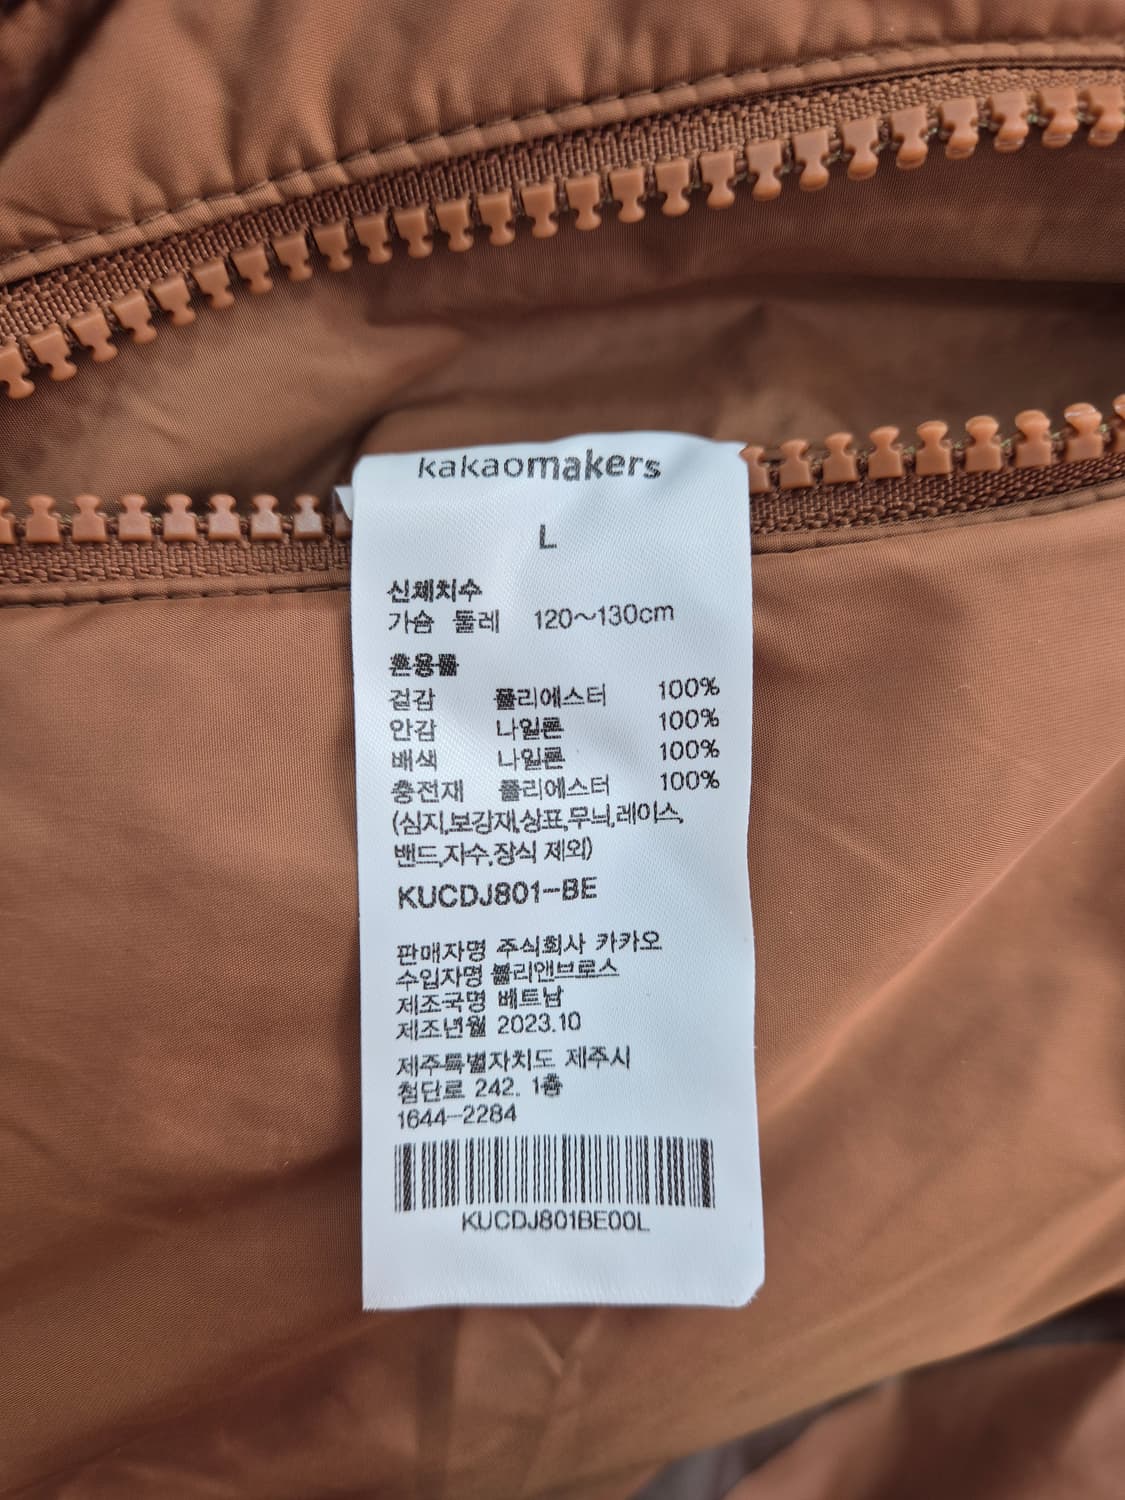 kakaomakers
L
신체치수
가슴 둘레 120~130cm
혼용률
겉감 폴리에스터 100%
안감 나일론 100%
배색 나일론 100%
충전재 폴리에스터 100%
(심지,보강재,상표,무늬,레이스,
밴드,자수,장식 제외)
KUCDJ801-BE
판매자명 주식회사 카카오
수입자명 볼리앤브로스
제조국명 베트남
제조년월 2023.10
제주특별자치도 제주시
첨단로 242. 1층
1644-2284
KUCDJ801BE00L